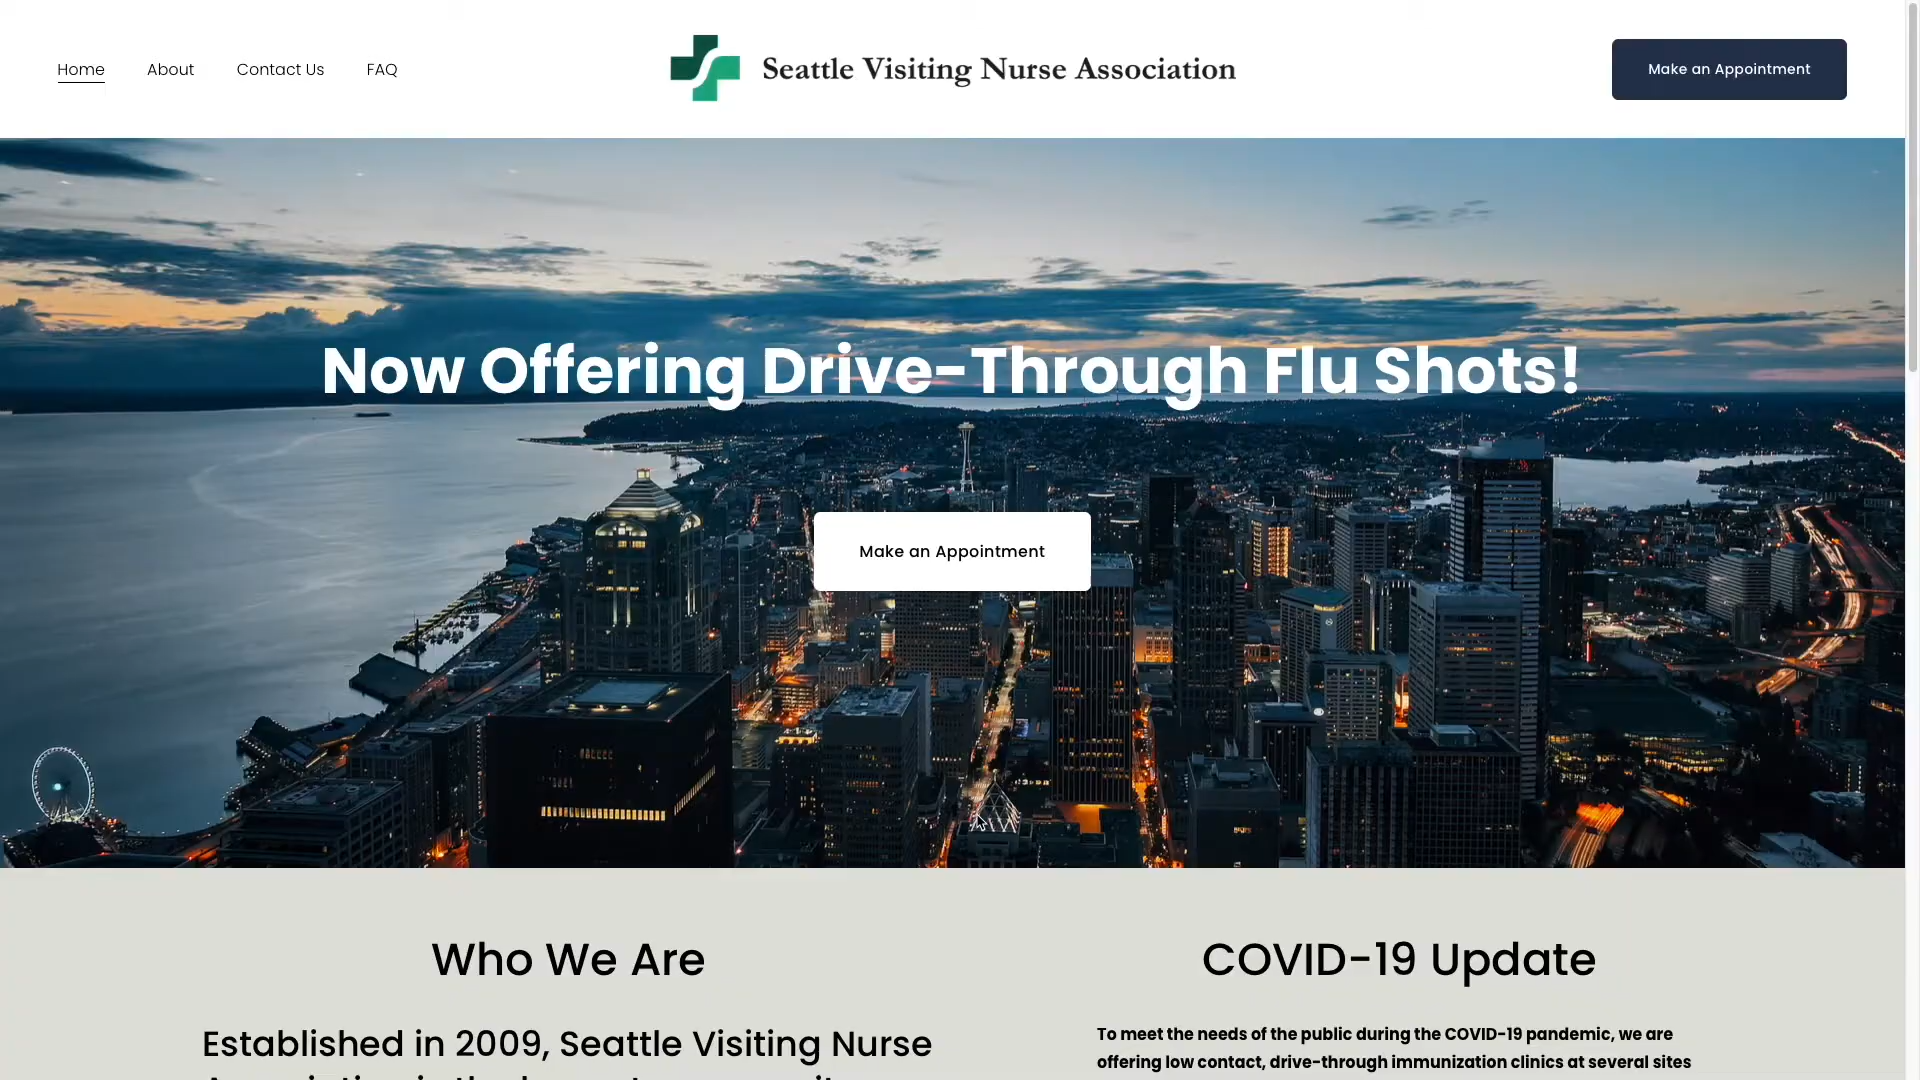 Home
About
Contact Us
FAQ
Seattle Visiting Nurse Association
Make an Appointment
Now Offering Drive-Through Flu Shots!
Make an Appointment
Who We Are
Established in 2009, Seattle Visiting Nurse
COVID-19 Update
To meet the needs of the public during the COVID-19 pandemic, we are
offering low contact, drive-through immunization clinics at several sites